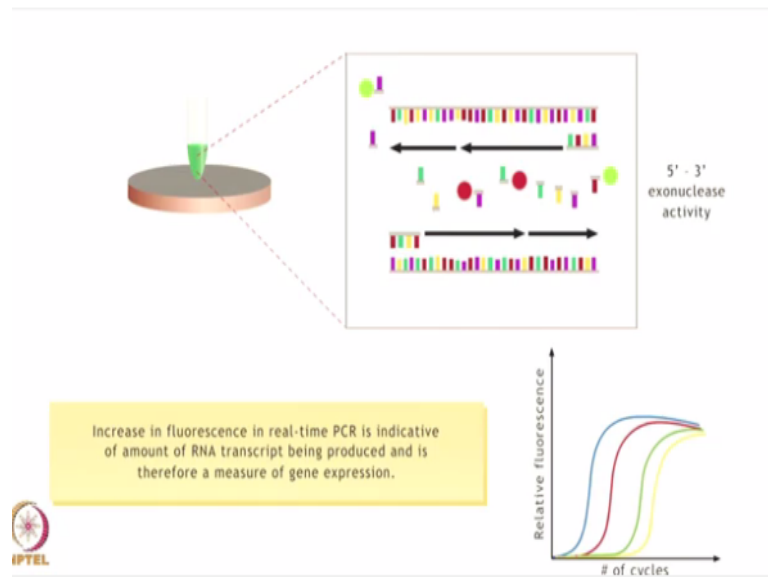 5' - 3'
exonuclease
activity
Increase in fluorescence in real-time PCR is indicative
of amount of RNA transcript being produced and is
therefore a measure of gene expression.
Relative fluorescence
# of cycles
NPTEL